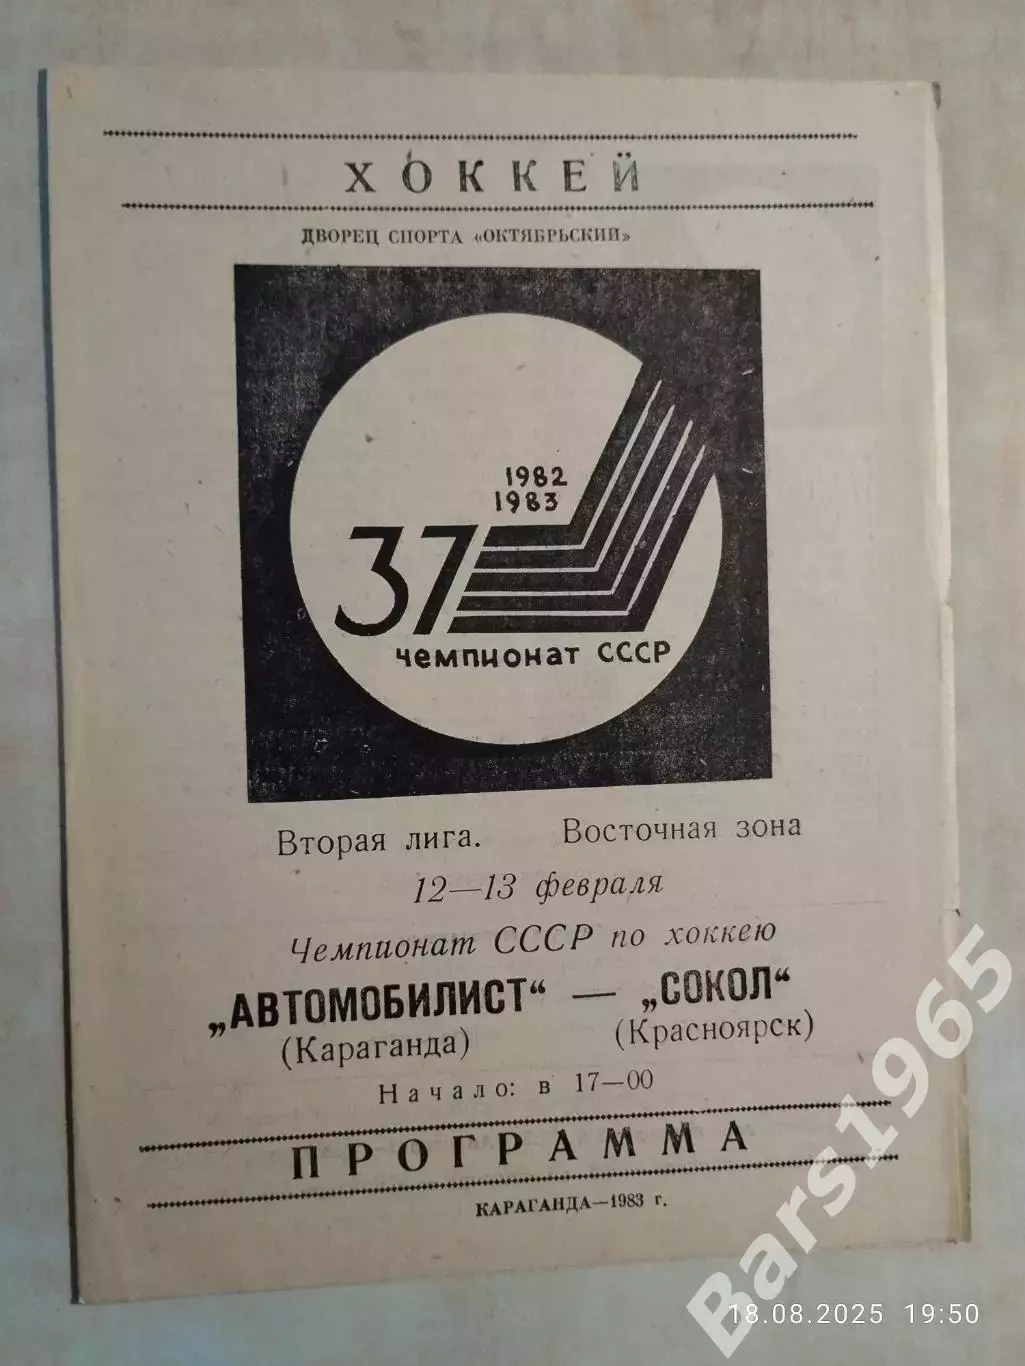 ХОККЕЙ
ДВОРЕЦ СПОРТА «ОКТЯБРЬСКИЙ»
1982
1983
37
чемпионат СССР
Вторая лига. Восточная зона
12—13 февраля
Чемпионат СССР по хоккею
„АВТОМОБИЛИСТ“ — „СОКОЛ“
(Караганда) (Красноярск)
Начало: в 17—00
ПРОГРАММА
КАРАГАНДА—1983 г.
Bars1965
18.08.2025 19:50